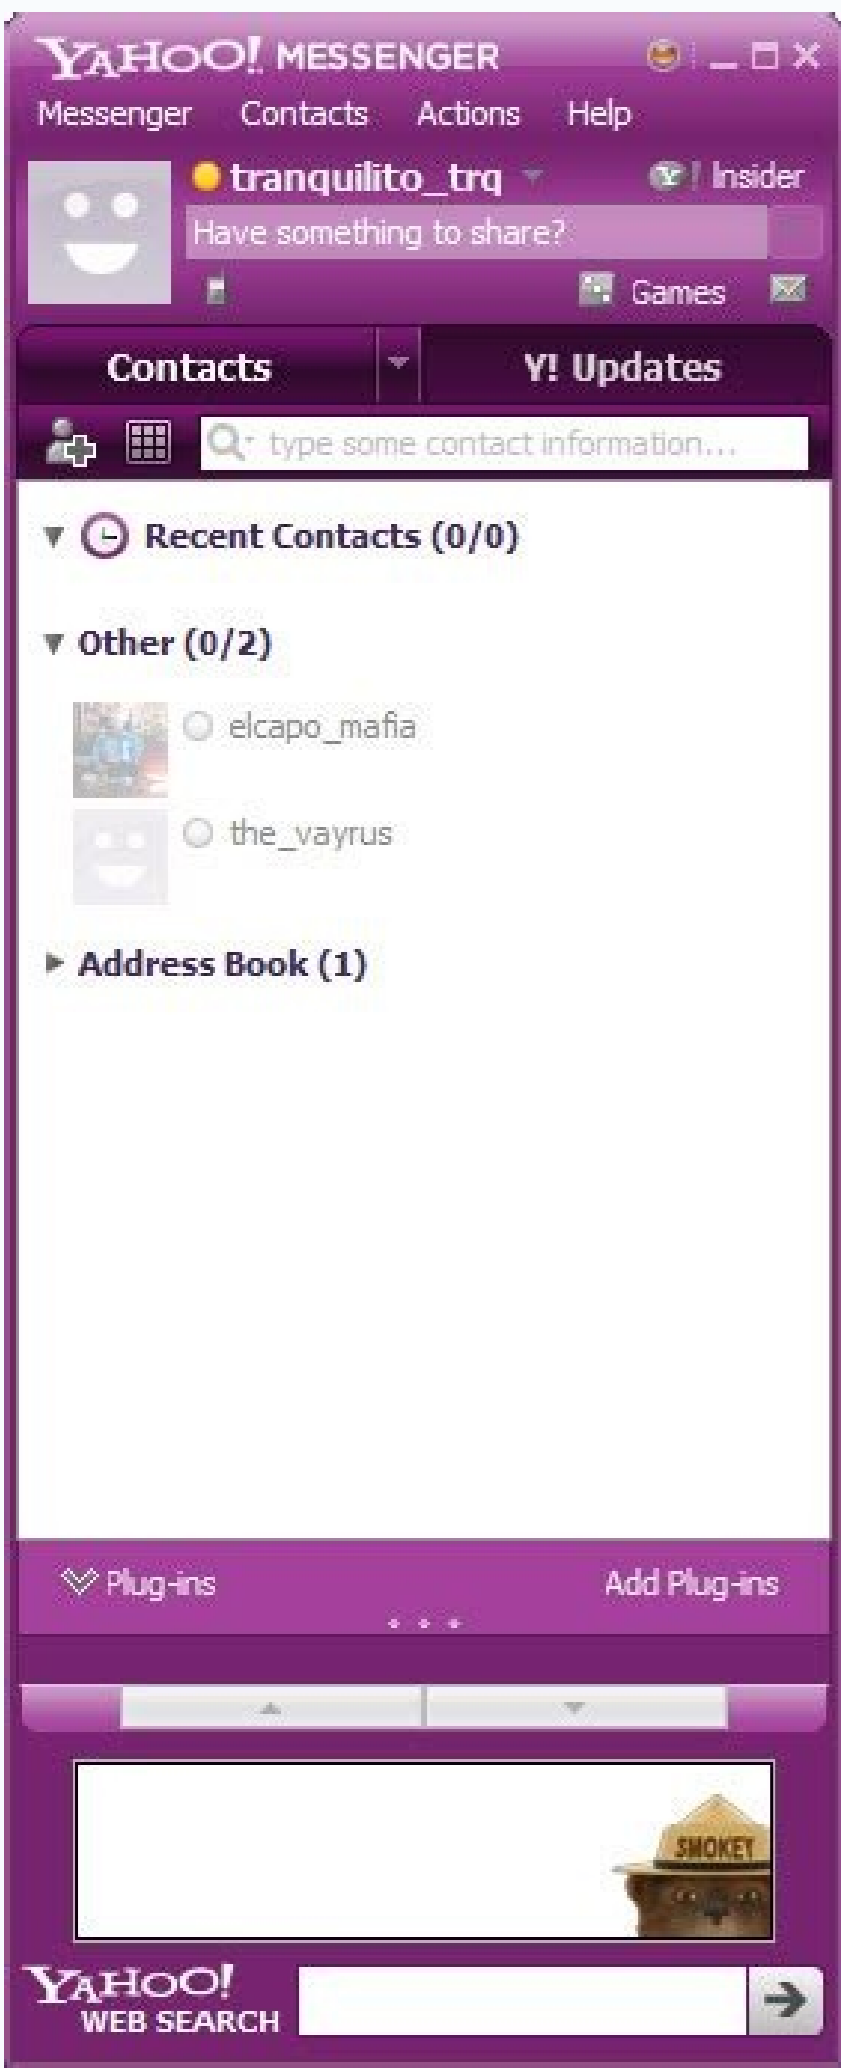 YAHOO! MESSENGER
Messenger Contacts Actions Help
tranquilito_trq Y! Insider
Have something to share?
Games
Contacts Y! Updates
type some contact information...
Recent Contacts (0/0)
Other (0/2)
elcapo_mafia
the_vayrus
Address Book (1)
Plug-ins Add Plug-ins
SMOKEY
YAHOO!
WEB SEARCH